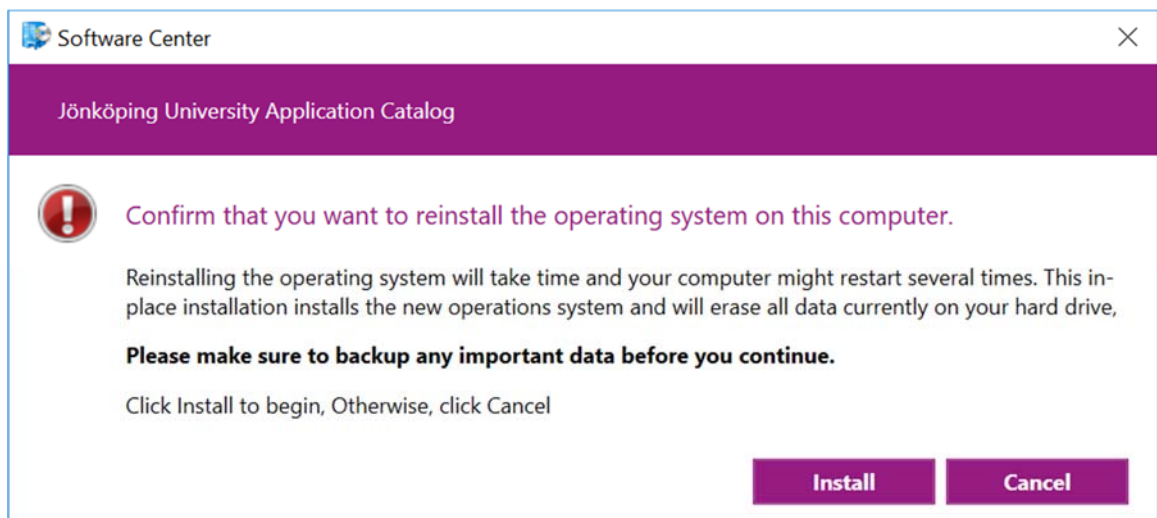 Software Center
Jönköping University Application Catalog
Confirm that you want to reinstall the operating system on this computer.
Reinstalling the operating system will take time and your computer might restart several times. This in-
place installation installs the new operations system and will erase all data currently on your hard drive,
Please make sure to backup any important data before you continue.
Click Install to begin, Otherwise, click Cancel
Install
Cancel